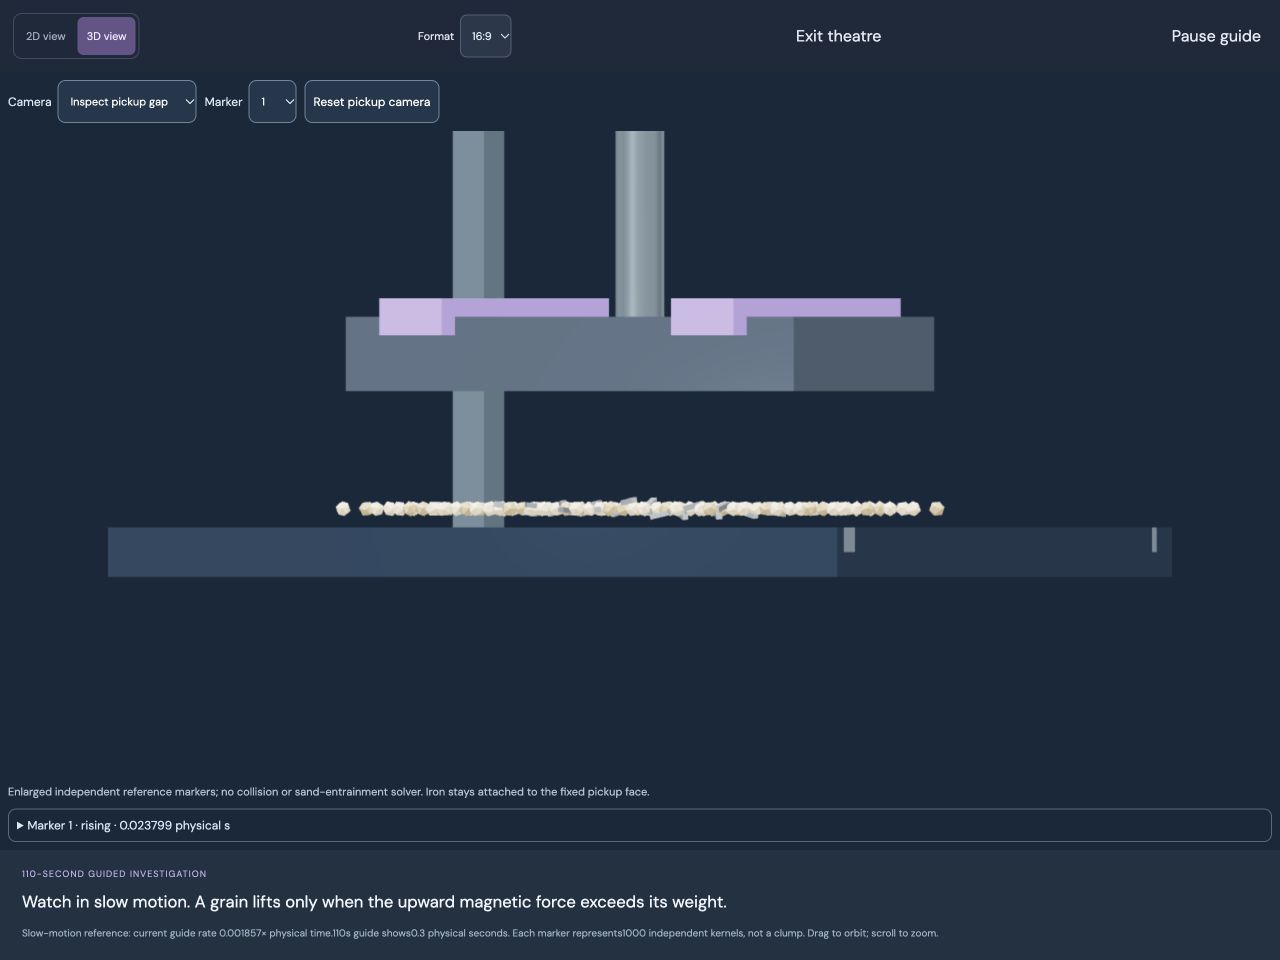 2D view 3D view Format 16:9 Exit theatre Pause guide
Camera Inspect pickup gap Marker 1 Reset pickup camera
Enlarged independent reference markers; no collision or sand-entrainment solver. Iron stays attached to the fixed pickup face.
Marker 1 · rising · 0.023799 physical s
110-SECOND GUIDED INVESTIGATION
Watch in slow motion. A grain lifts only when the upward magnetic force exceeds its weight.
Slow-motion reference: current guide rate 0.001857× physical time.110s guide shows0.3 physical seconds. Each marker represents1000 independent kernels, not a clump. Drag to orbit; scroll to zoom.